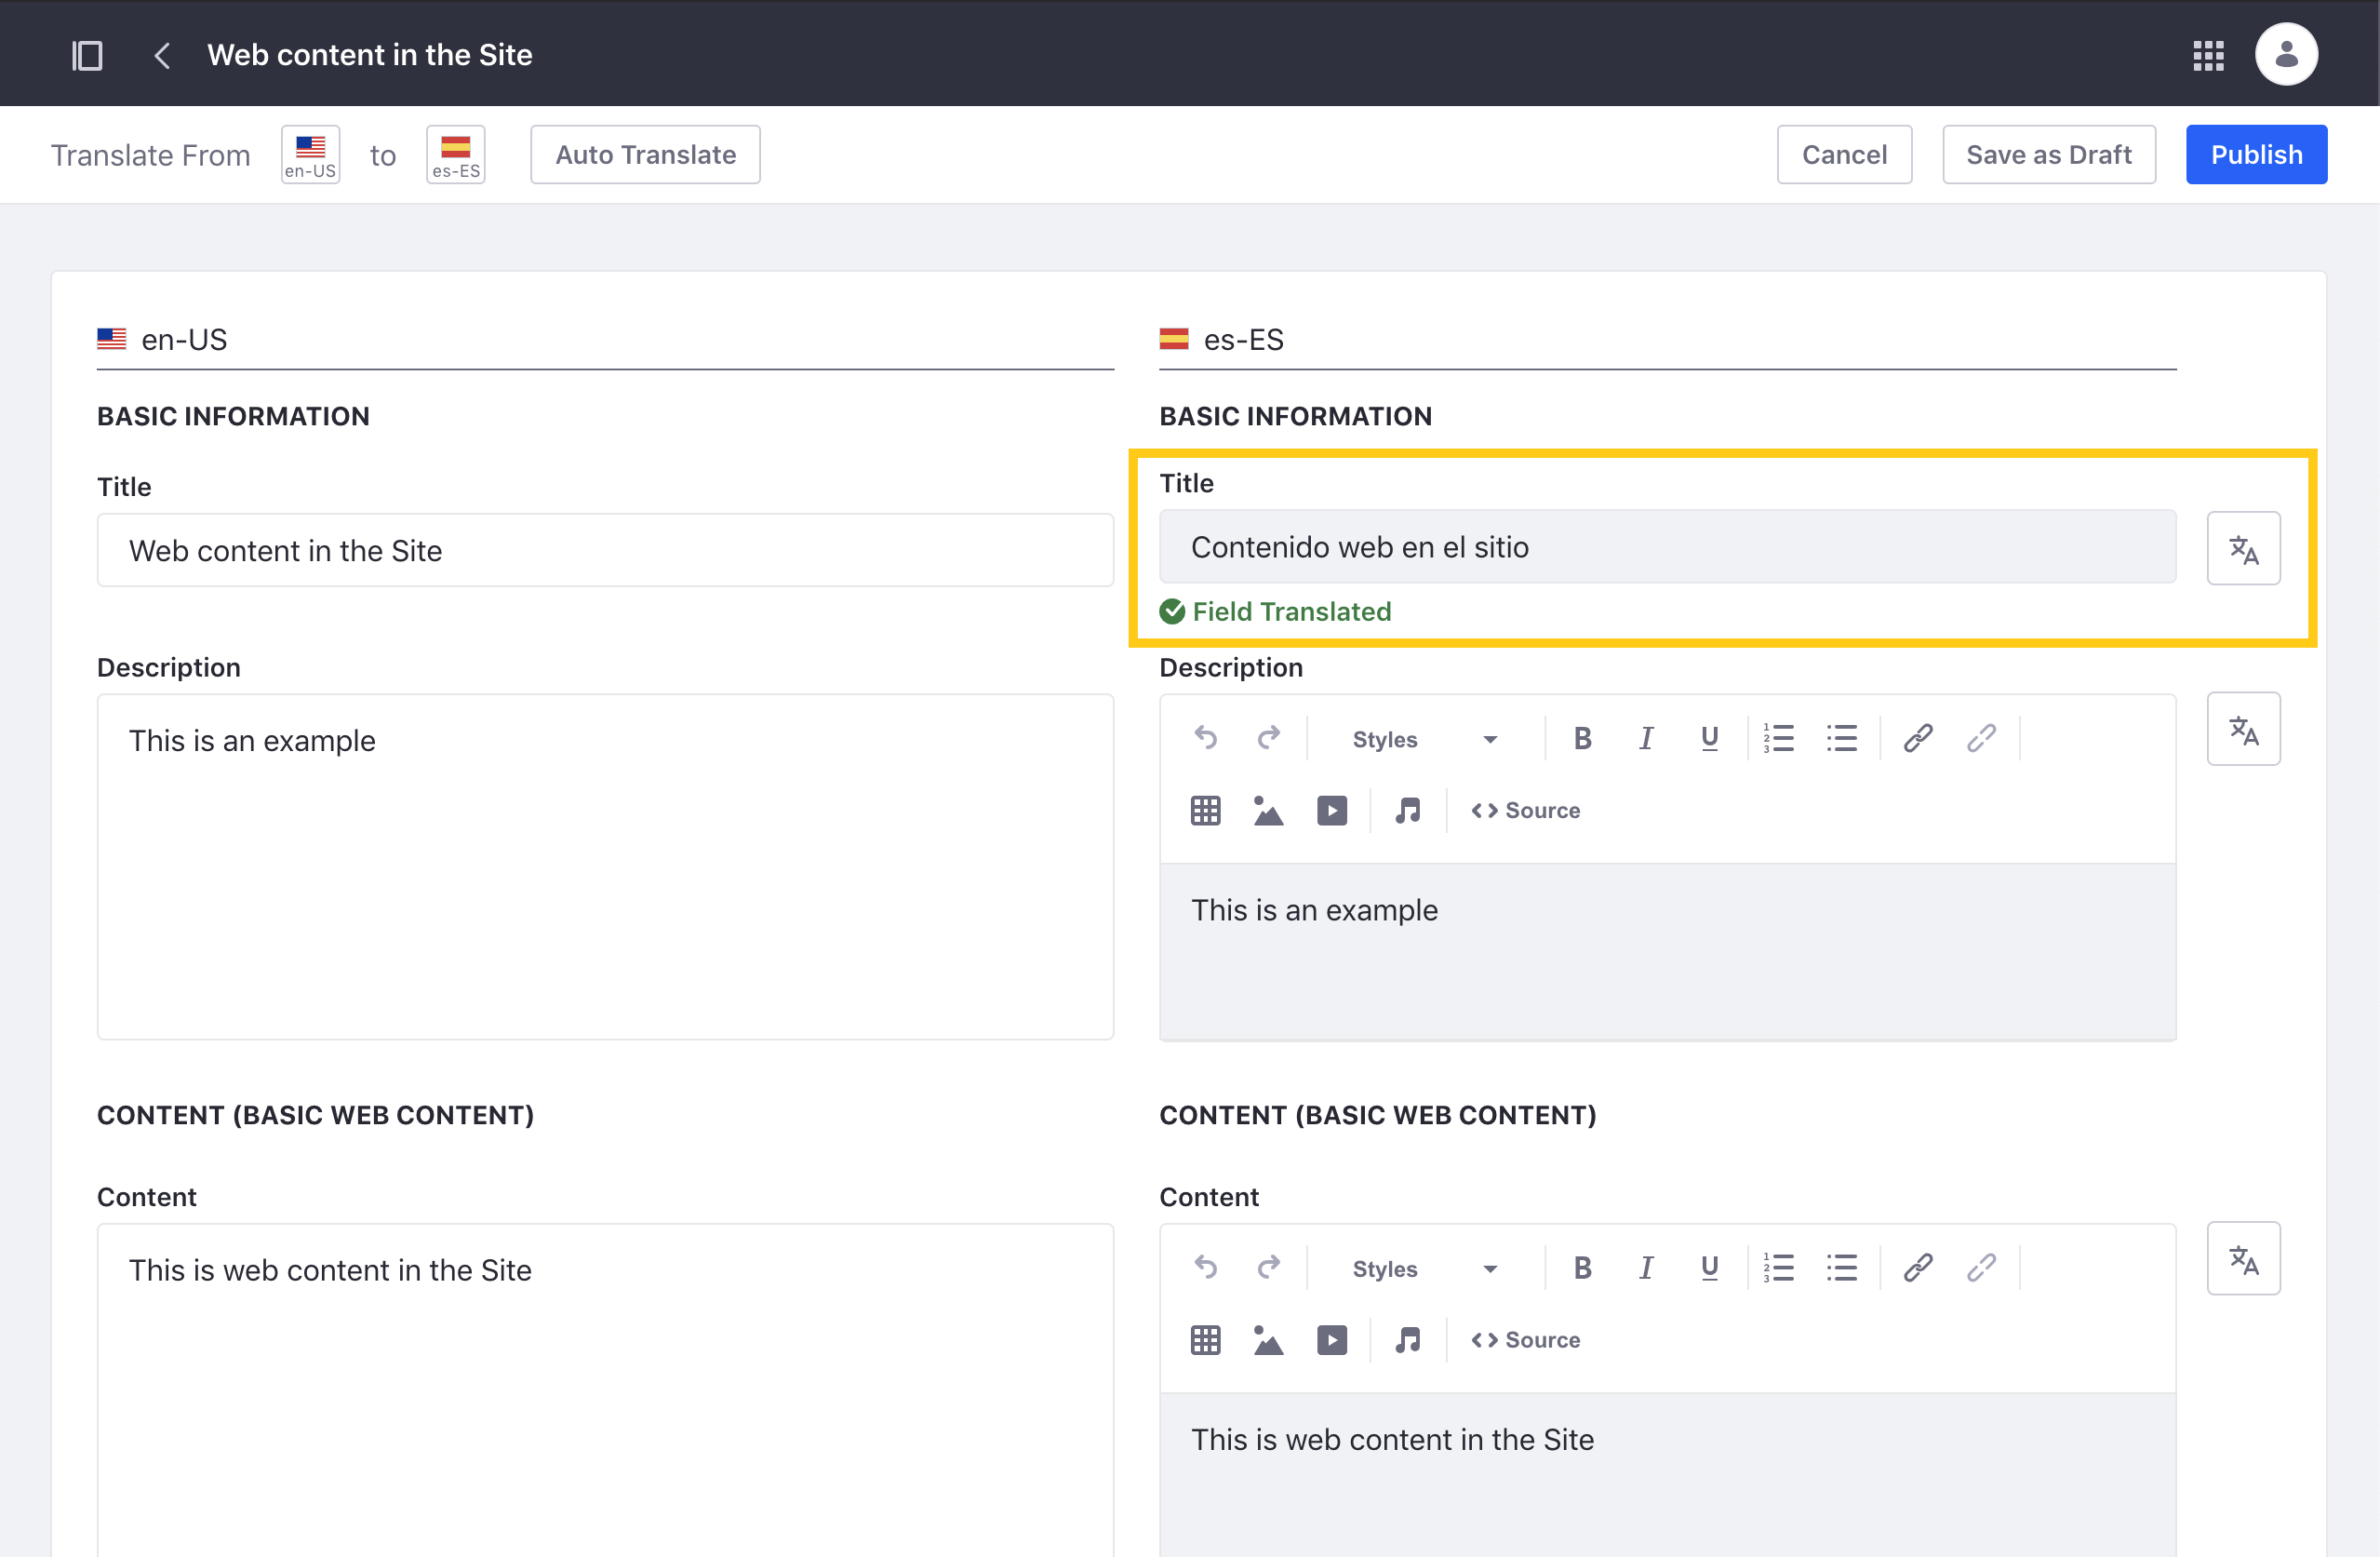 Web content in the Site
Translate From en-US to es-ES Auto Translate Cancel Save as Draft Publish
en-US
BASIC INFORMATION
Title
Web content in the Site
Description
This is an example
CONTENT (BASIC WEB CONTENT)
Content
This is web content in the Site
es-ES
BASIC INFORMATION
Title
Contenido web en el sitio
Field Translated
Description
Styles B I U
Source
This is an example
CONTENT (BASIC WEB CONTENT)
Content
Styles B I U
Source
This is web content in the Site